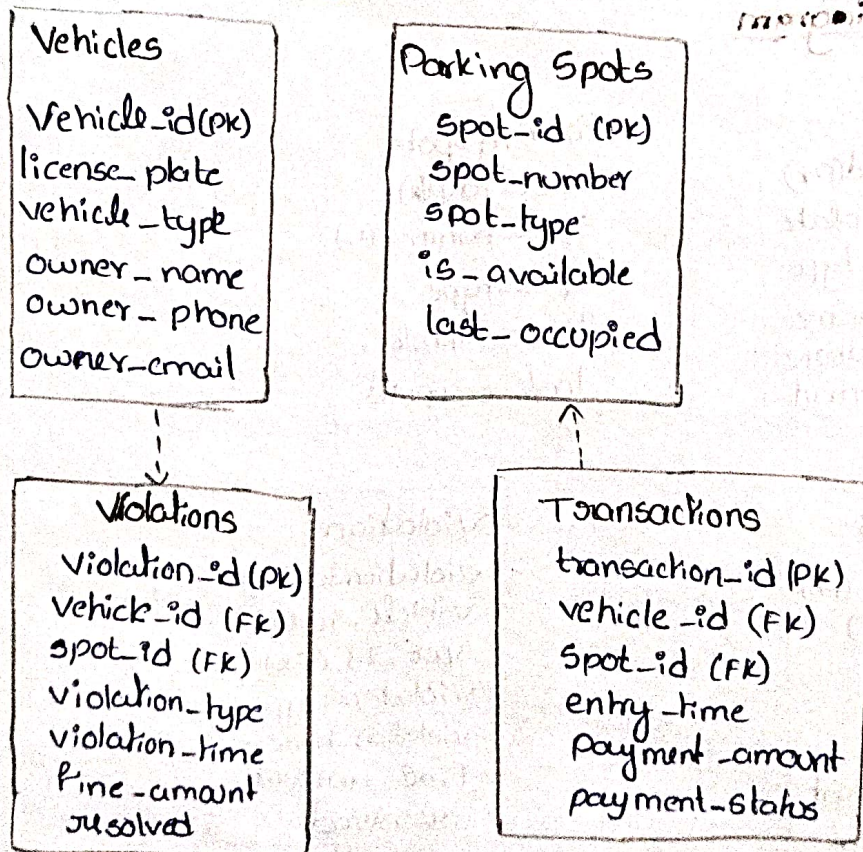 Vehicles
Vehicle_id(PK)
license_plate
vehicle_type
owner_name
owner_phone
owner_email
Parking Spots
spot_id (PK)
spot_number
spot_type
is_available
last_occupied
Violations
violation_id (PK)
vehicle_id (FK)
spot_id (FK)
violation_type
violation_time
fine_amount
resolved
Transactions
transaction_id (PK)
vehicle_id (FK)
spot_id (FK)
entry_time
payment_amount
payment_status